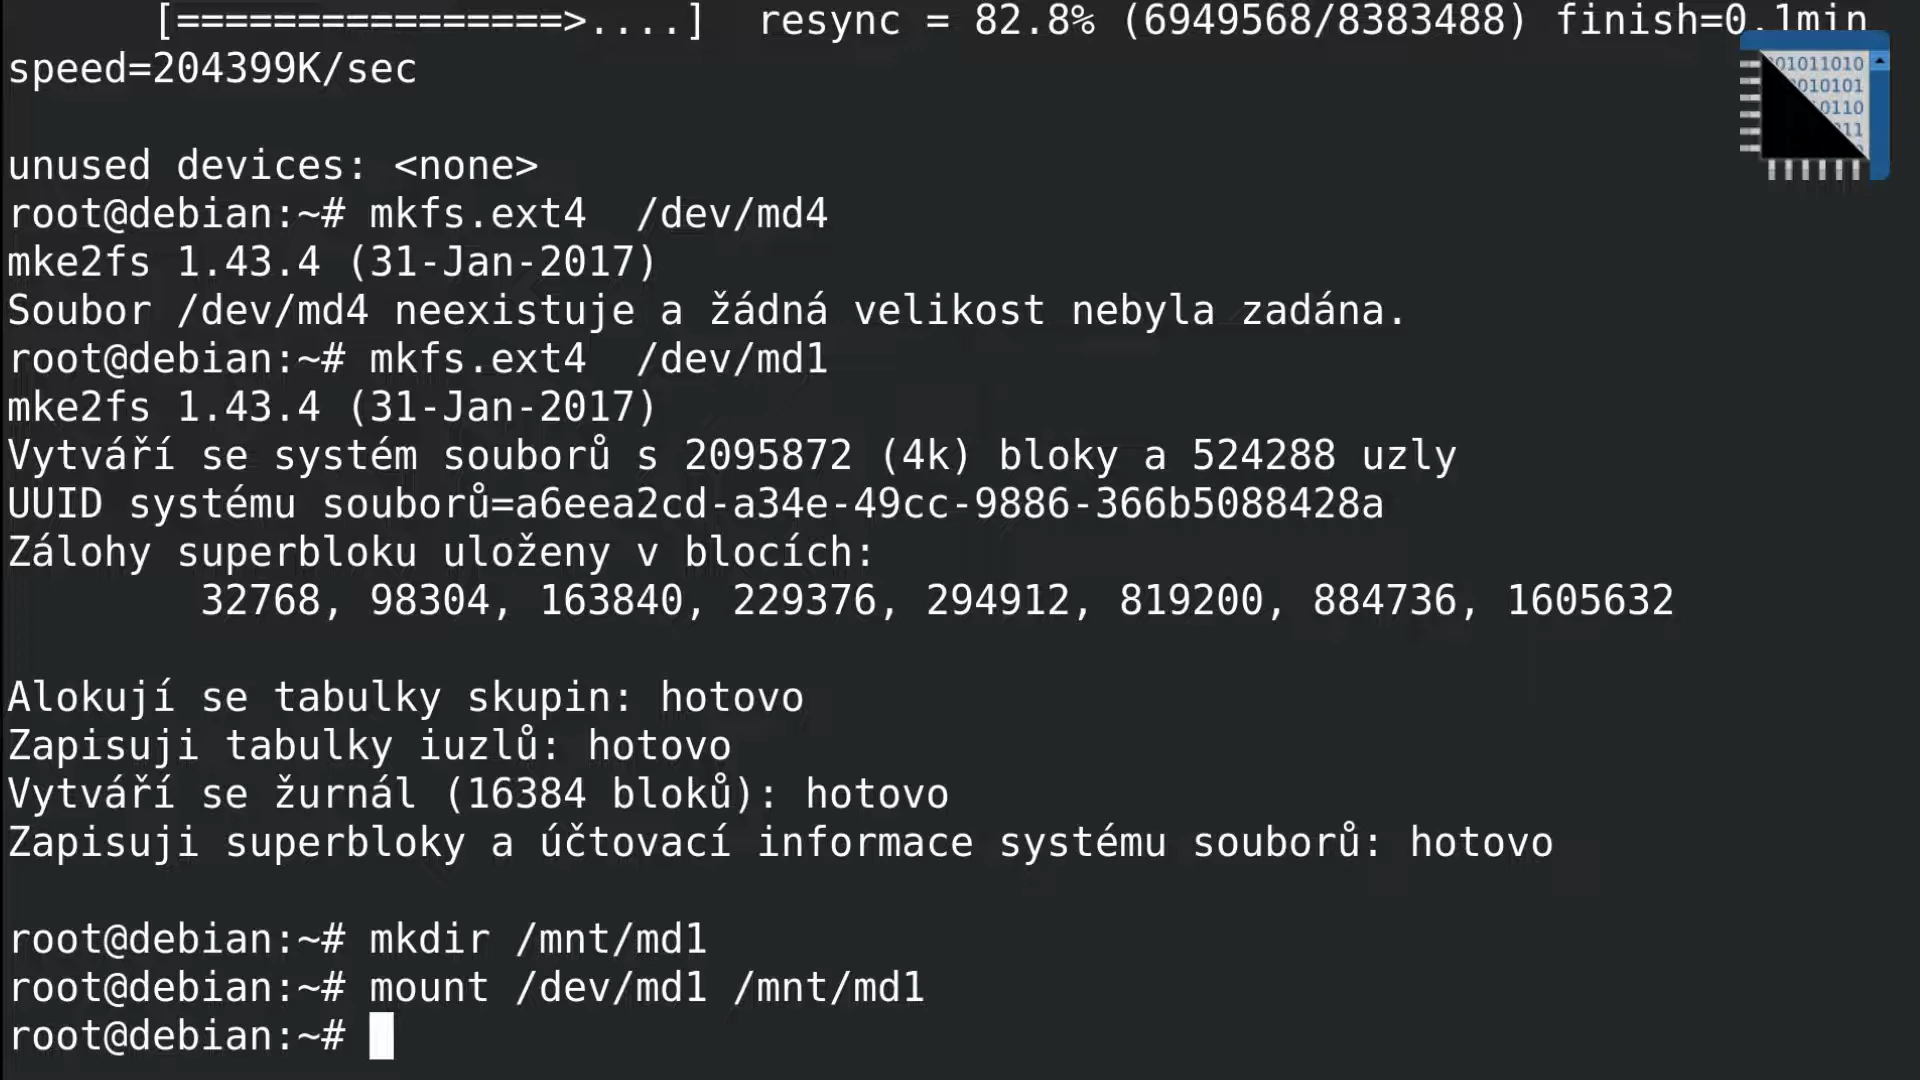 [================>....]  resync = 82.8% (6949568/8383488) finish=0.1min
speed=204399K/sec
unused devices: <none>
root@debian:~# mkfs.ext4  /dev/md4
mke2fs 1.43.4 (31-Jan-2017)
Soubor /dev/md4 neexistuje a žádná velikost nebyla zadána.
root@debian:~# mkfs.ext4  /dev/md1
mke2fs 1.43.4 (31-Jan-2017)
Vytváří se systém souborů s 2095872 (4k) bloky a 524288 uzly
UUID systému souborů=a6eea2cd-a34e-49cc-9886-366b5088428a
Zálohy superbloku uloženy v blocích:
32768, 98304, 163840, 229376, 294912, 819200, 884736, 1605632
Alokují se tabulky skupin: hotovo
Zapisuji tabulky iuzlů: hotovo
Vytváří se žurnál (16384 bloků): hotovo
Zapisuji superbloky a účtovací informace systému souborů: hotovo
root@debian:~# mkdir /mnt/md1
root@debian:~# mount /dev/md1 /mnt/md1
root@debian:~#